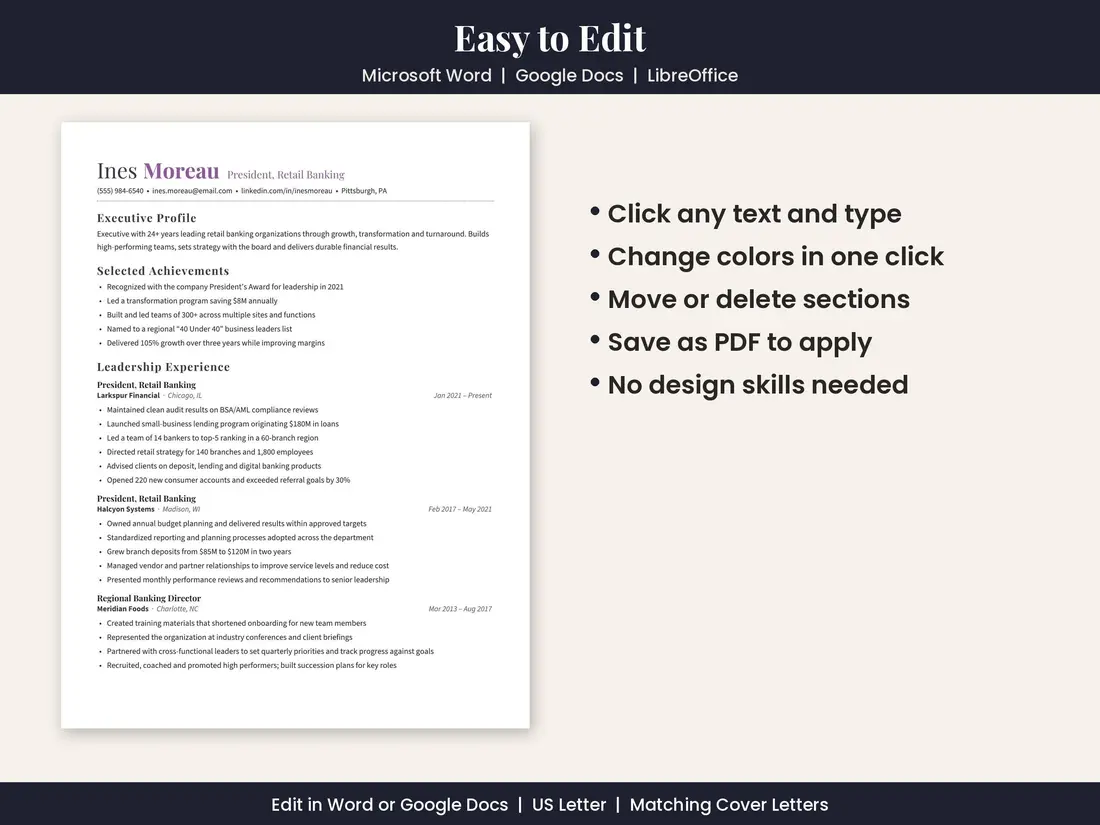 Easy to Edit
Microsoft Word | Google Docs | LibreOffice
Ines Moreau President, Retail Banking
(555) 984-6540 • ines.moreau@email.com • linkedin.com/in/inesmoreau • Pittsburgh, PA
Executive Profile
Executive with 24+ years leading retail banking organizations through growth, transformation and turnaround. Builds
high-performing teams, sets strategy with the board and delivers durable financial results.
Selected Achievements
• Recognized with the company President's Award for leadership in 2021
• Led a transformation program saving $8M annually
• Built and led teams of 300+ across multiple sites and functions
• Named to a regional "40 Under 40" business leaders list
• Delivered 105% growth over three years while improving margins
Leadership Experience
President, Retail Banking
Larkspur Financial · Chicago, IL Jan 2021 – Present
• Maintained clean audit results on BSA/AML compliance reviews
• Launched small-business lending program originating $180M in loans
• Led a team of 14 bankers to top-5 ranking in a 60-branch region
• Directed retail strategy for 140 branches and 1,800 employees
• Advised clients on deposit, lending and digital banking products
• Opened 220 new consumer accounts and exceeded referral goals by 30%
President, Retail Banking
Halcyon Systems · Madison, WI Feb 2017 – May 2021
• Owned annual budget planning and delivered results within approved targets
• Standardized reporting and planning processes adopted across the department
• Grew branch deposits from $85M to $120M in two years
• Managed vendor and partner relationships to improve service levels and reduce cost
• Presented monthly performance reviews and recommendations to senior leadership
Regional Banking Director
Meridian Foods · Charlotte, NC Mar 2013 – Aug 2017
• Created training materials that shortened onboarding for new team members
• Represented the organization at industry conferences and client briefings
• Partnered with cross-functional leaders to set quarterly priorities and track progress against goals
• Recruited, coached and promoted high performers; built succession plans for key roles
• Click any text and type
• Change colors in one click
• Move or delete sections
• Save as PDF to apply
• No design skills needed
Edit in Word or Google Docs | US Letter | Matching Cover Letters